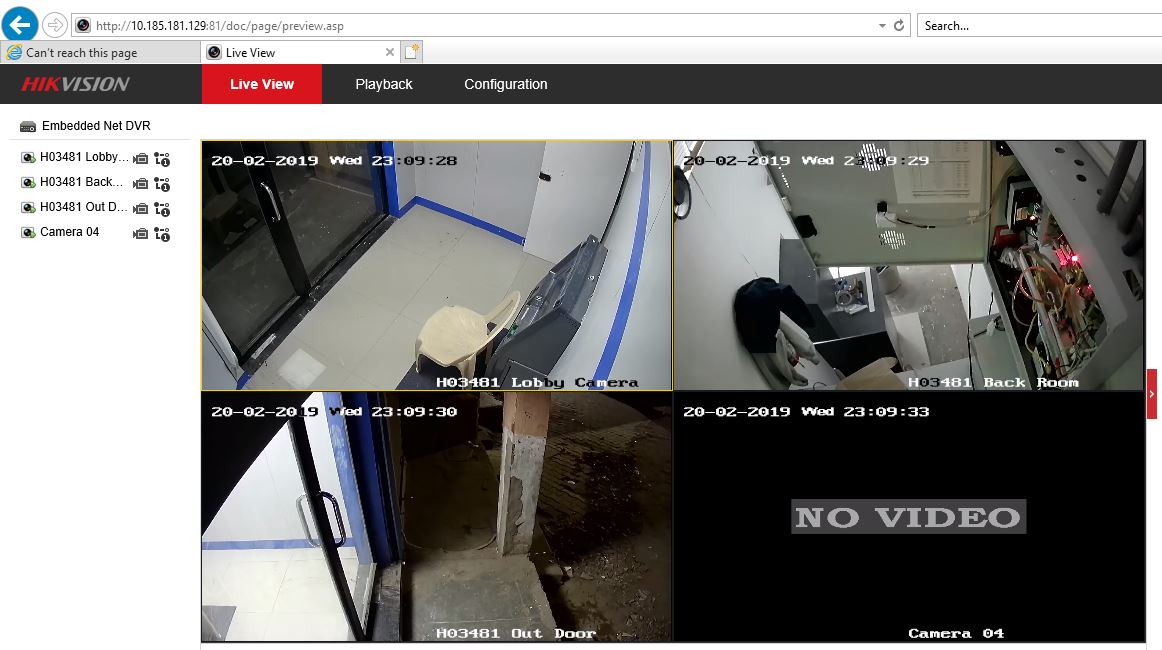 http://10.185.181.129:81/doc/page/preview.asp
Search...
Can't reach this page
Live View
HIKVISION
Live View
Playback
Configuration
Embedded Net DVR
H03481 Lobby...
H03481 Back...
H03481 Out D...
Camera 04
20-02-2019 Wed 23:09:28
H03481 Lobby Camera
20-02-2019 Wed 23:09:29
H03481 Back Room
20-02-2019 Wed 23:09:30
H03481 Out Door
20-02-2019 Wed 23:09:33
NO VIDEO
Camera 04